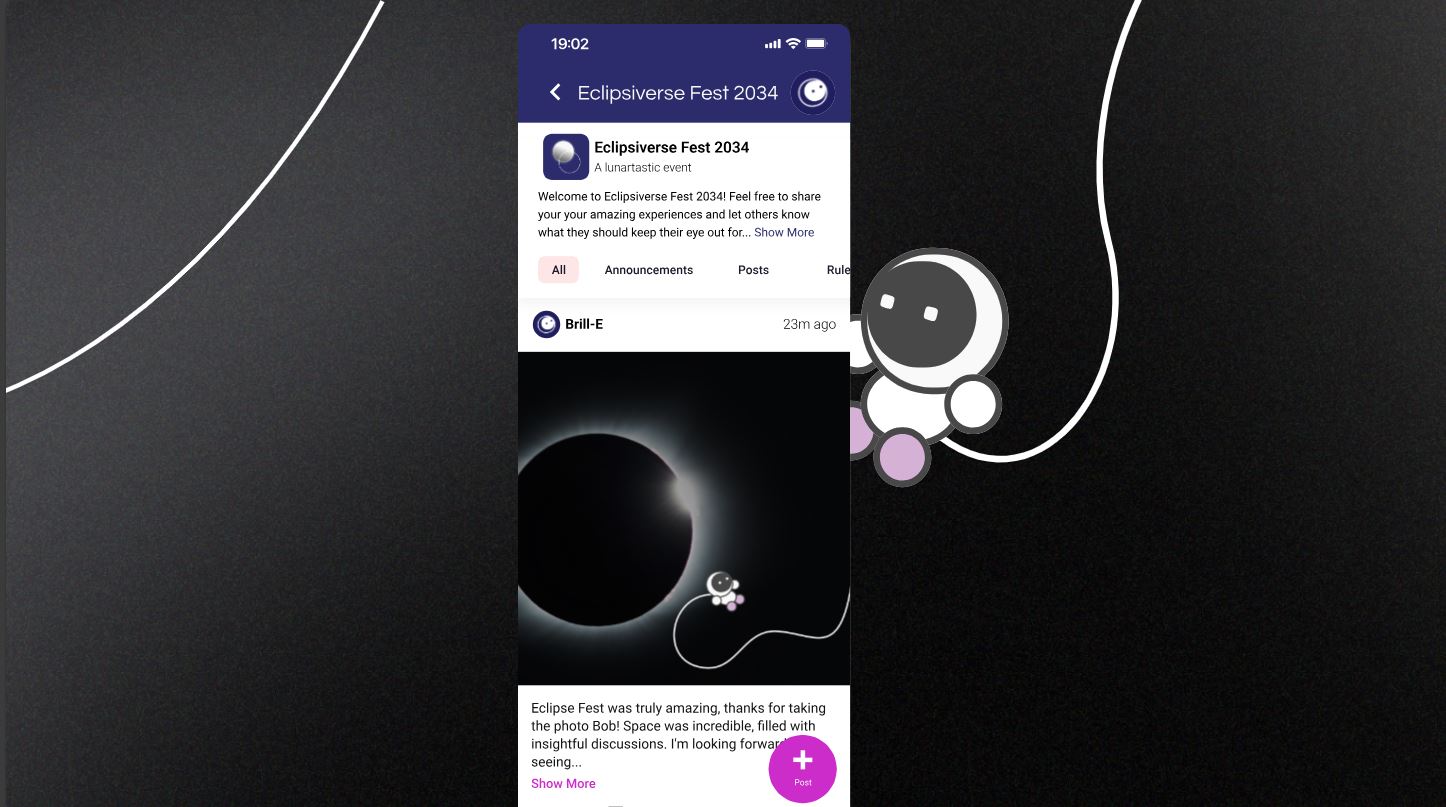 19:02
Eclipsiverse Fest 2034
Eclipsiverse Fest 2034
A lunartastic event
Welcome to Eclipsiverse Fest 2034! Feel free to share
your your amazing experiences and let others know
what they should keep their eye out for... Show More
All Announcements Posts Rule
Brill-E 23m ago
Eclipse Fest was truly amazing, thanks for taking
the photo Bob! Space was incredible, filled with
insightful discussions. I'm looking forward
seeing...
Show More
Post